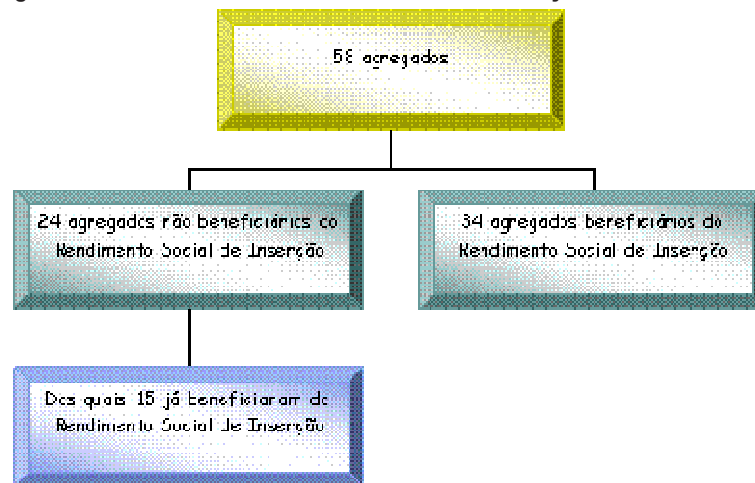 58 agregados
24 agregados não beneficiários do
Rendimento Social de Inserção
34 agregados beneficiários do
Rendimento Social de Inserção
Dos quais 15 já beneficiaram do
Rendimento Social de Inserção